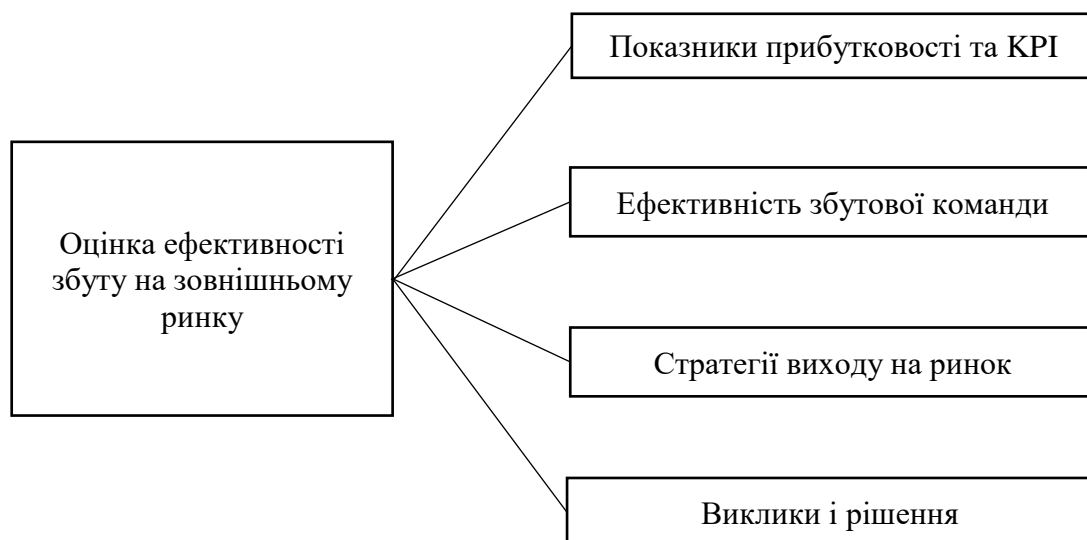 Показники прибутковості та KPI
Ефективність збутової команди
Оцінка ефективності
збуту на зовнішньому
ринку
Стратегії виходу на ринок
Виклики і рішення